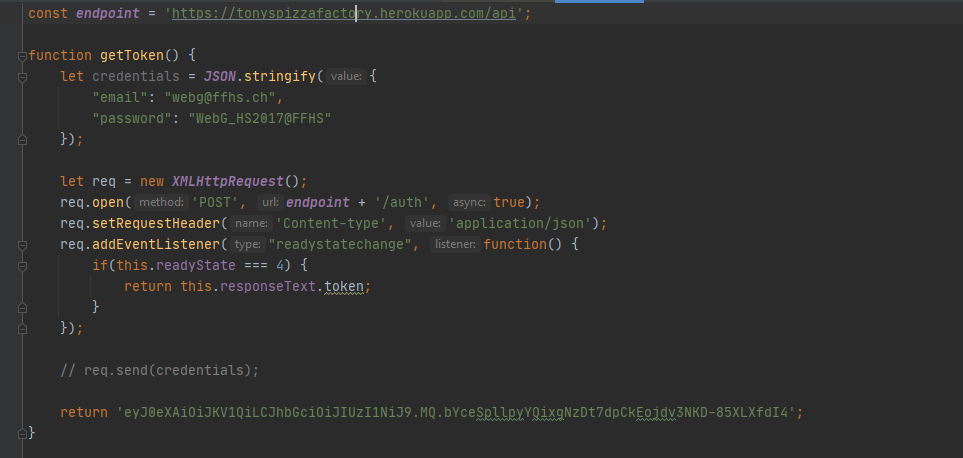 const endpoint = 'https://tonyspizzafactory.herokuapp.com/api';
function getToken() {
let credentials = JSON.stringify( value: {
"email": "webg@ffhs.ch",
"password": "WebG_HS2017@FFHS"
});
let req = new XMLHttpRequest();
req.open( method: 'POST', url: endpoint + '/auth', async: true);
req.setRequestHeader( name: 'Content-type', value: 'application/json');
req.addEventListener( type: "readystatechange", listener: function() {
if(this.readyState === 4) {
return this.responseText.token;
}
});
// req.send(credentials);
return 'eyJ0eXAiOiJKV1QiLCJhbGciOiJIUzI1NiJ9.MQ.bYceSpllpyYQixgNzDt7dpCkEojdv3NKD-85XLXfdI4';
}